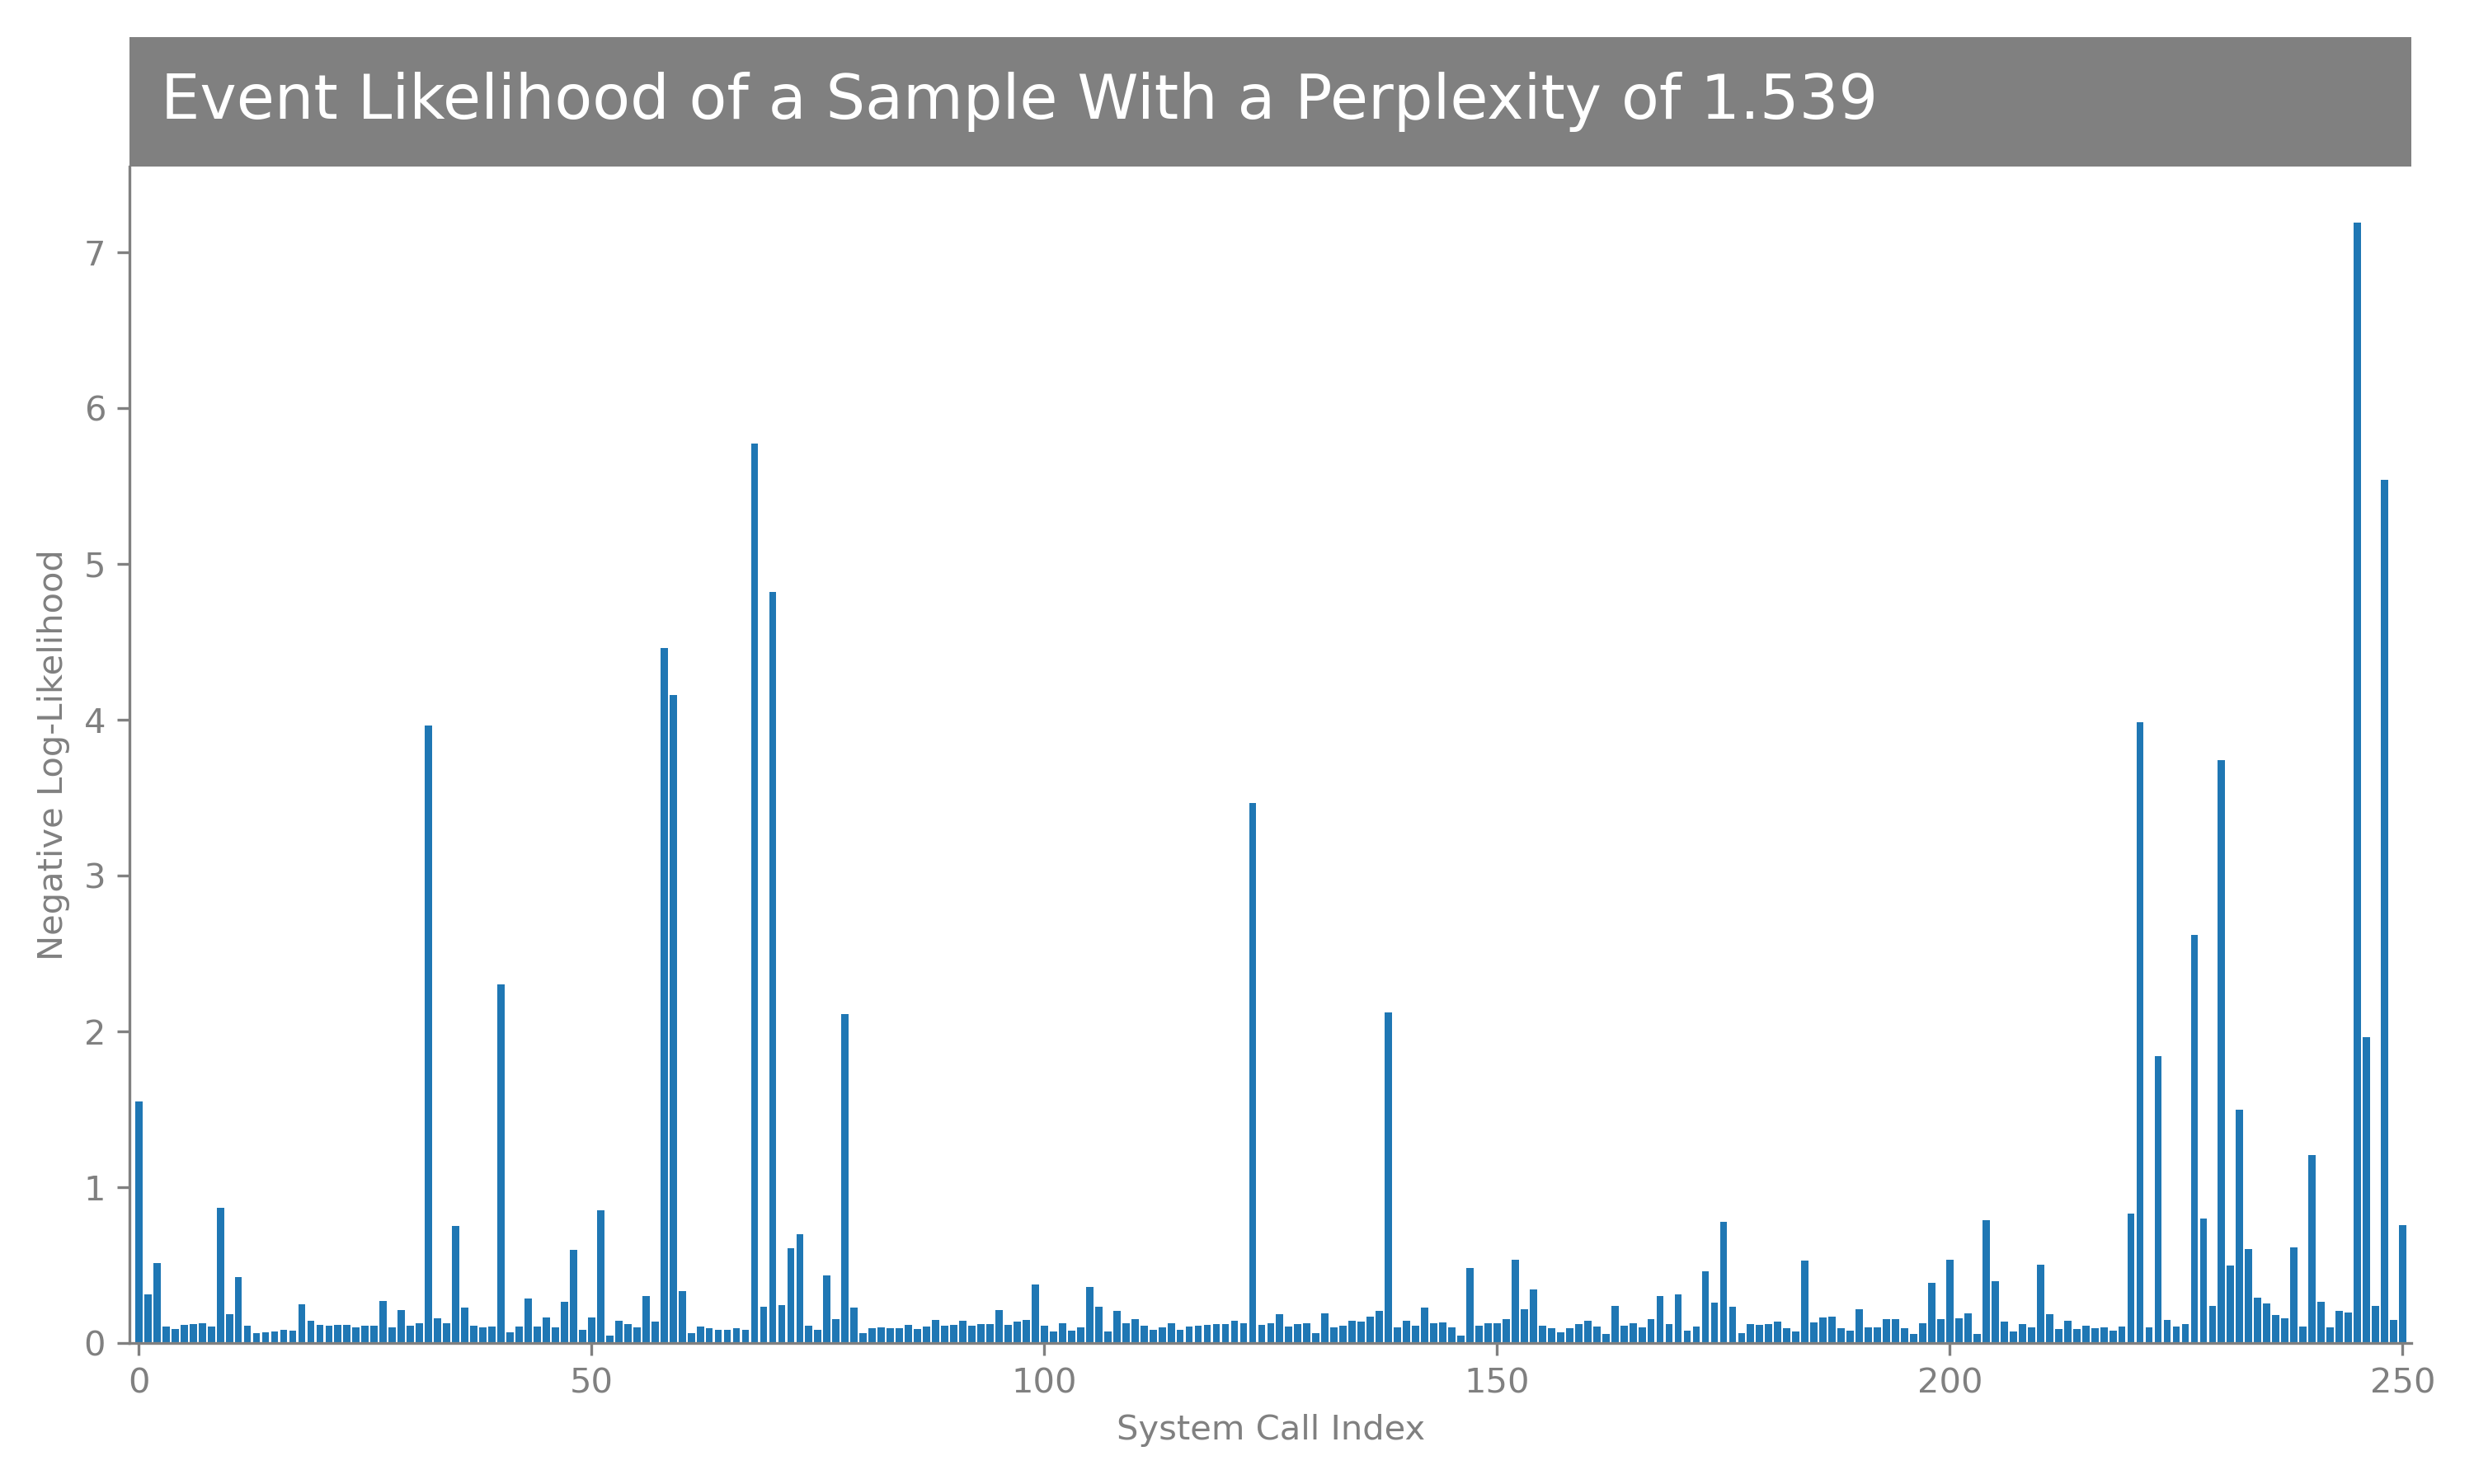 Event Likelihood of a Sample With a Perplexity of 1.539
Negative Log-Likelihood
7
6
5
4
3
2
1
0
0 50 100 150 200 250
System Call Index